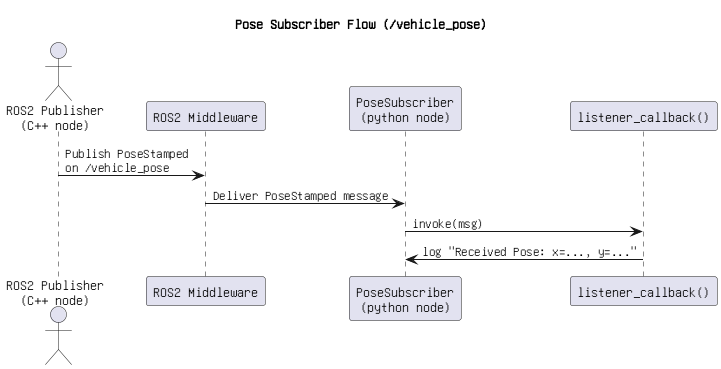 Pose Subscriber Flow (/vehicle_pose)
ROS2 Publisher
(C++ node)
ROS2 Middleware
PoseSubscriber
(python node)
listener_callback()
Publish PoseStamped
on /vehicle_pose
Deliver PoseStamped message
invoke(msg)
log "Received Pose: x=..., y=..."
ROS2 Publisher
(C++ node)
ROS2 Middleware
PoseSubscriber
(python node)
listener_callback()